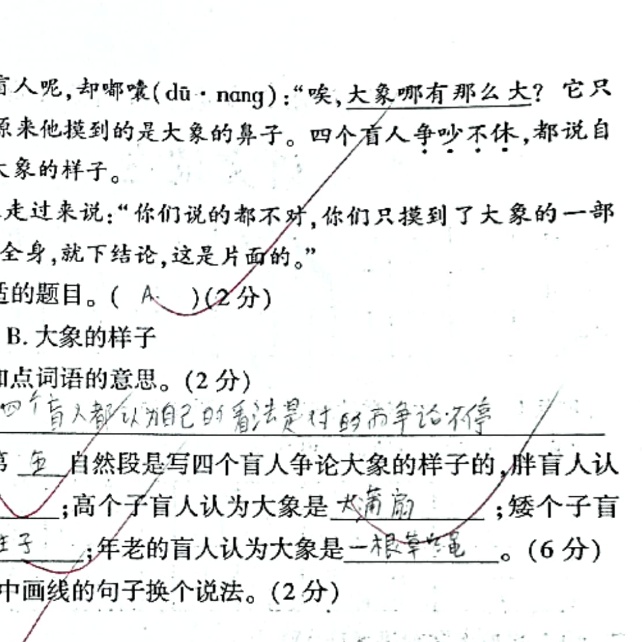 盲人呢,却嘟囔(dū·nang):“唉,大象哪有那么大? 它只
原来他摸到的是大象的鼻子。四个盲人争吵不休,都说自
大象的样子。
走过来说:“你们说的都不对,你们只摸到了大象的一部
全身,就下结论,这是片面的。”
适的题目。( A )(2分)
B. 大象的样子
加点词语的意思。(2分)
四个盲人都认为自己的看法是对的而争论不停
第 五 自然段是写四个盲人争论大象的样子的,胖盲人认
;高个子盲人认为大象是 大蒲扇 ;矮个子盲
柱子 ;年老的盲人认为大象是 一根草绳 。(6分)
中画线的句子换个说法。(2分)